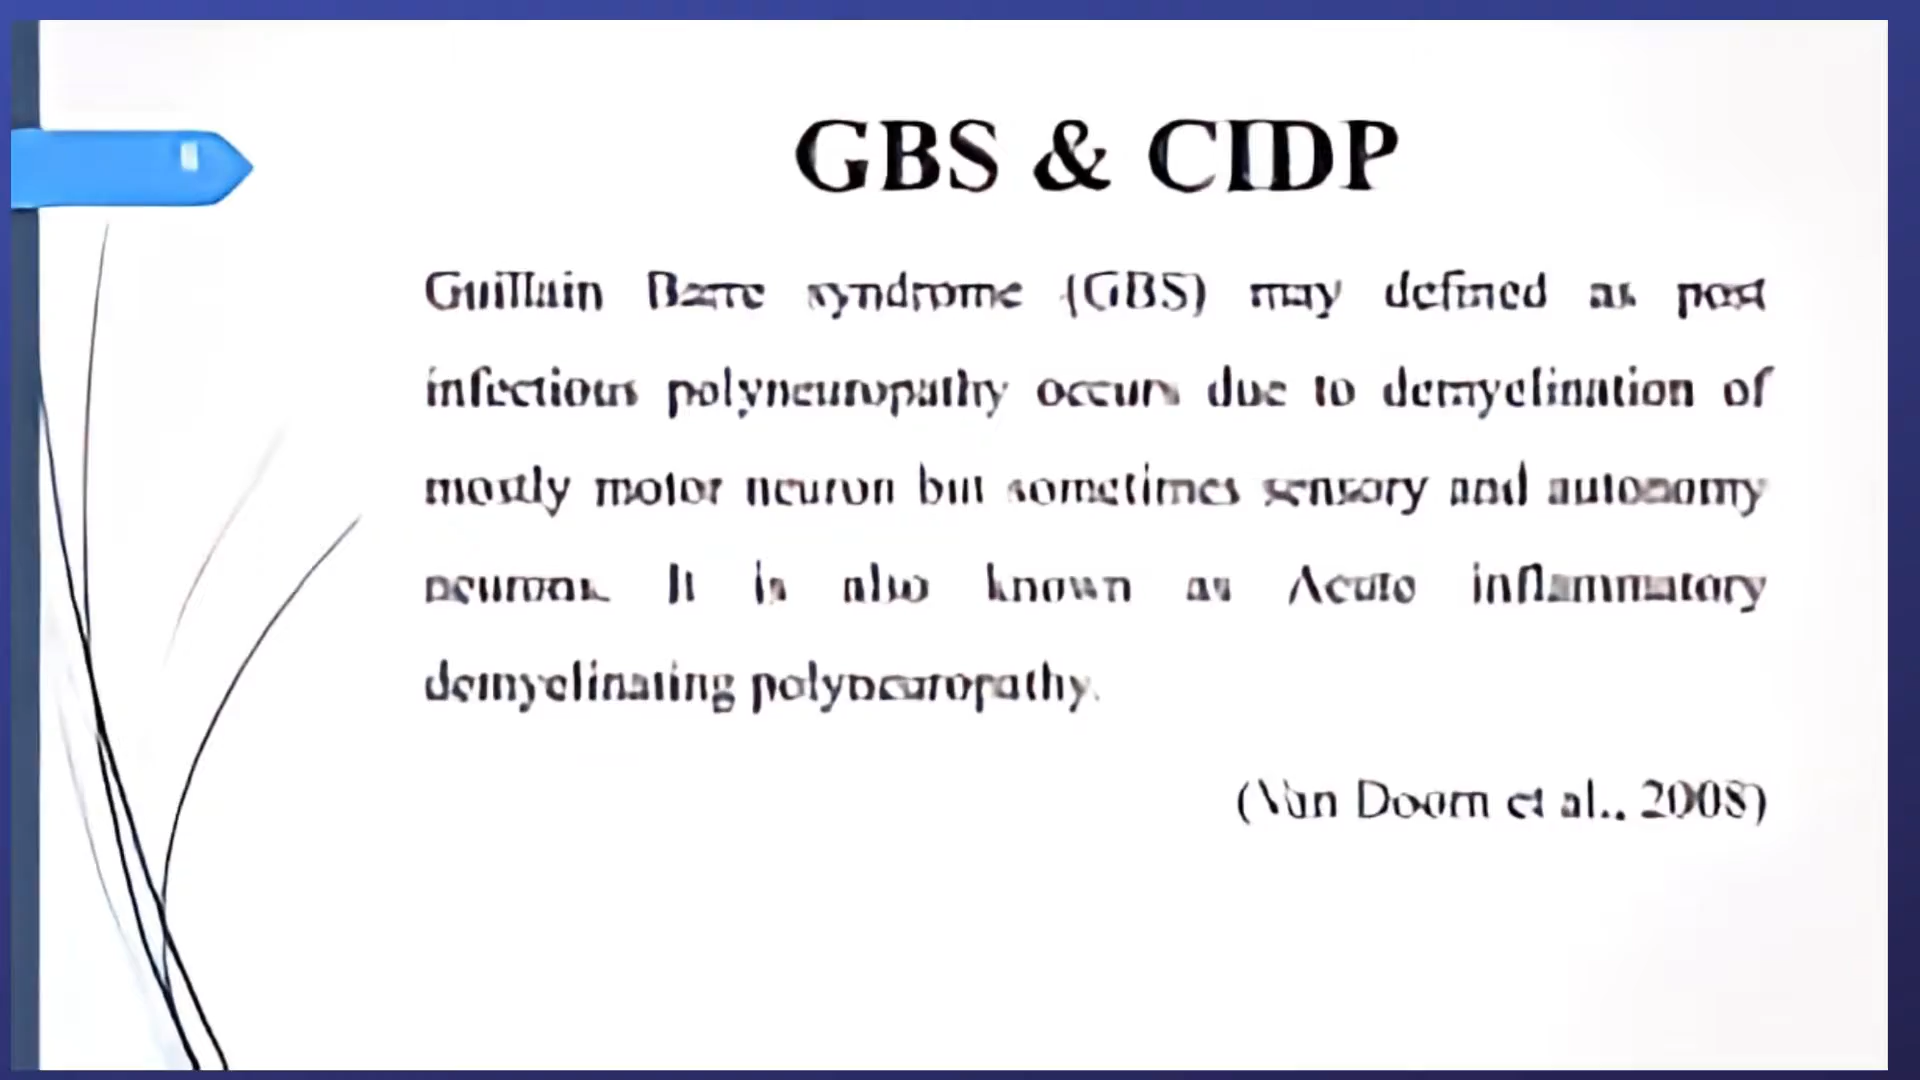 GBS & CIDP
Guillain Barre syndrome (GBS) may defined as post
infectious polyneuropathy occurs due to demyelination of
mostly motor neuron but sometimes sensory and autonomy
neurons. It is also known as Acute inflammatory
demyelinating polyneuropathy.
(Van Doorn et al., 2008)